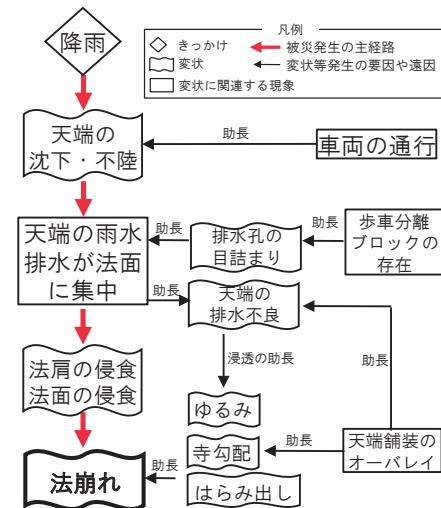 凡例
きっかけ
被災発生の主経路
変状
変状等発生の要因や遠因
変状に関連する現象
降雨
天端の
沈下・不陸
助長
車両の通行
天端の雨水
排水が法面
に集中
助長
排水孔の
目詰まり
助長
歩車分離
ブロックの
存在
助長
天端の
排水不良
法肩の侵食
法面の侵食
浸透の助長
助長
ゆるみ
寺勾配
助長
天端舗装の
オーバレイ
法崩れ
助長
はらみ出し